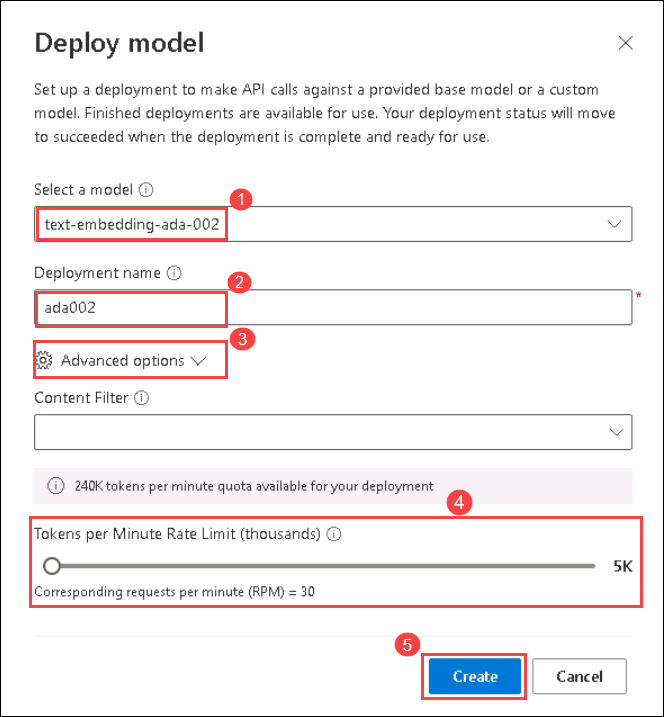 Deploy model
Set up a deployment to make API calls against a provided base model or a custom
model. Finished deployments are available for use. Your deployment status will move
to succeeded when the deployment is complete and ready for use.
Select a model
1
text-embedding-ada-002
Deployment name
2
ada002
*
3
Advanced options
Content Filter
240K tokens per minute quota available for your deployment
4
Tokens per Minute Rate Limit (thousands)
5K
Corresponding requests per minute (RPM) = 30
5
Create
Cancel